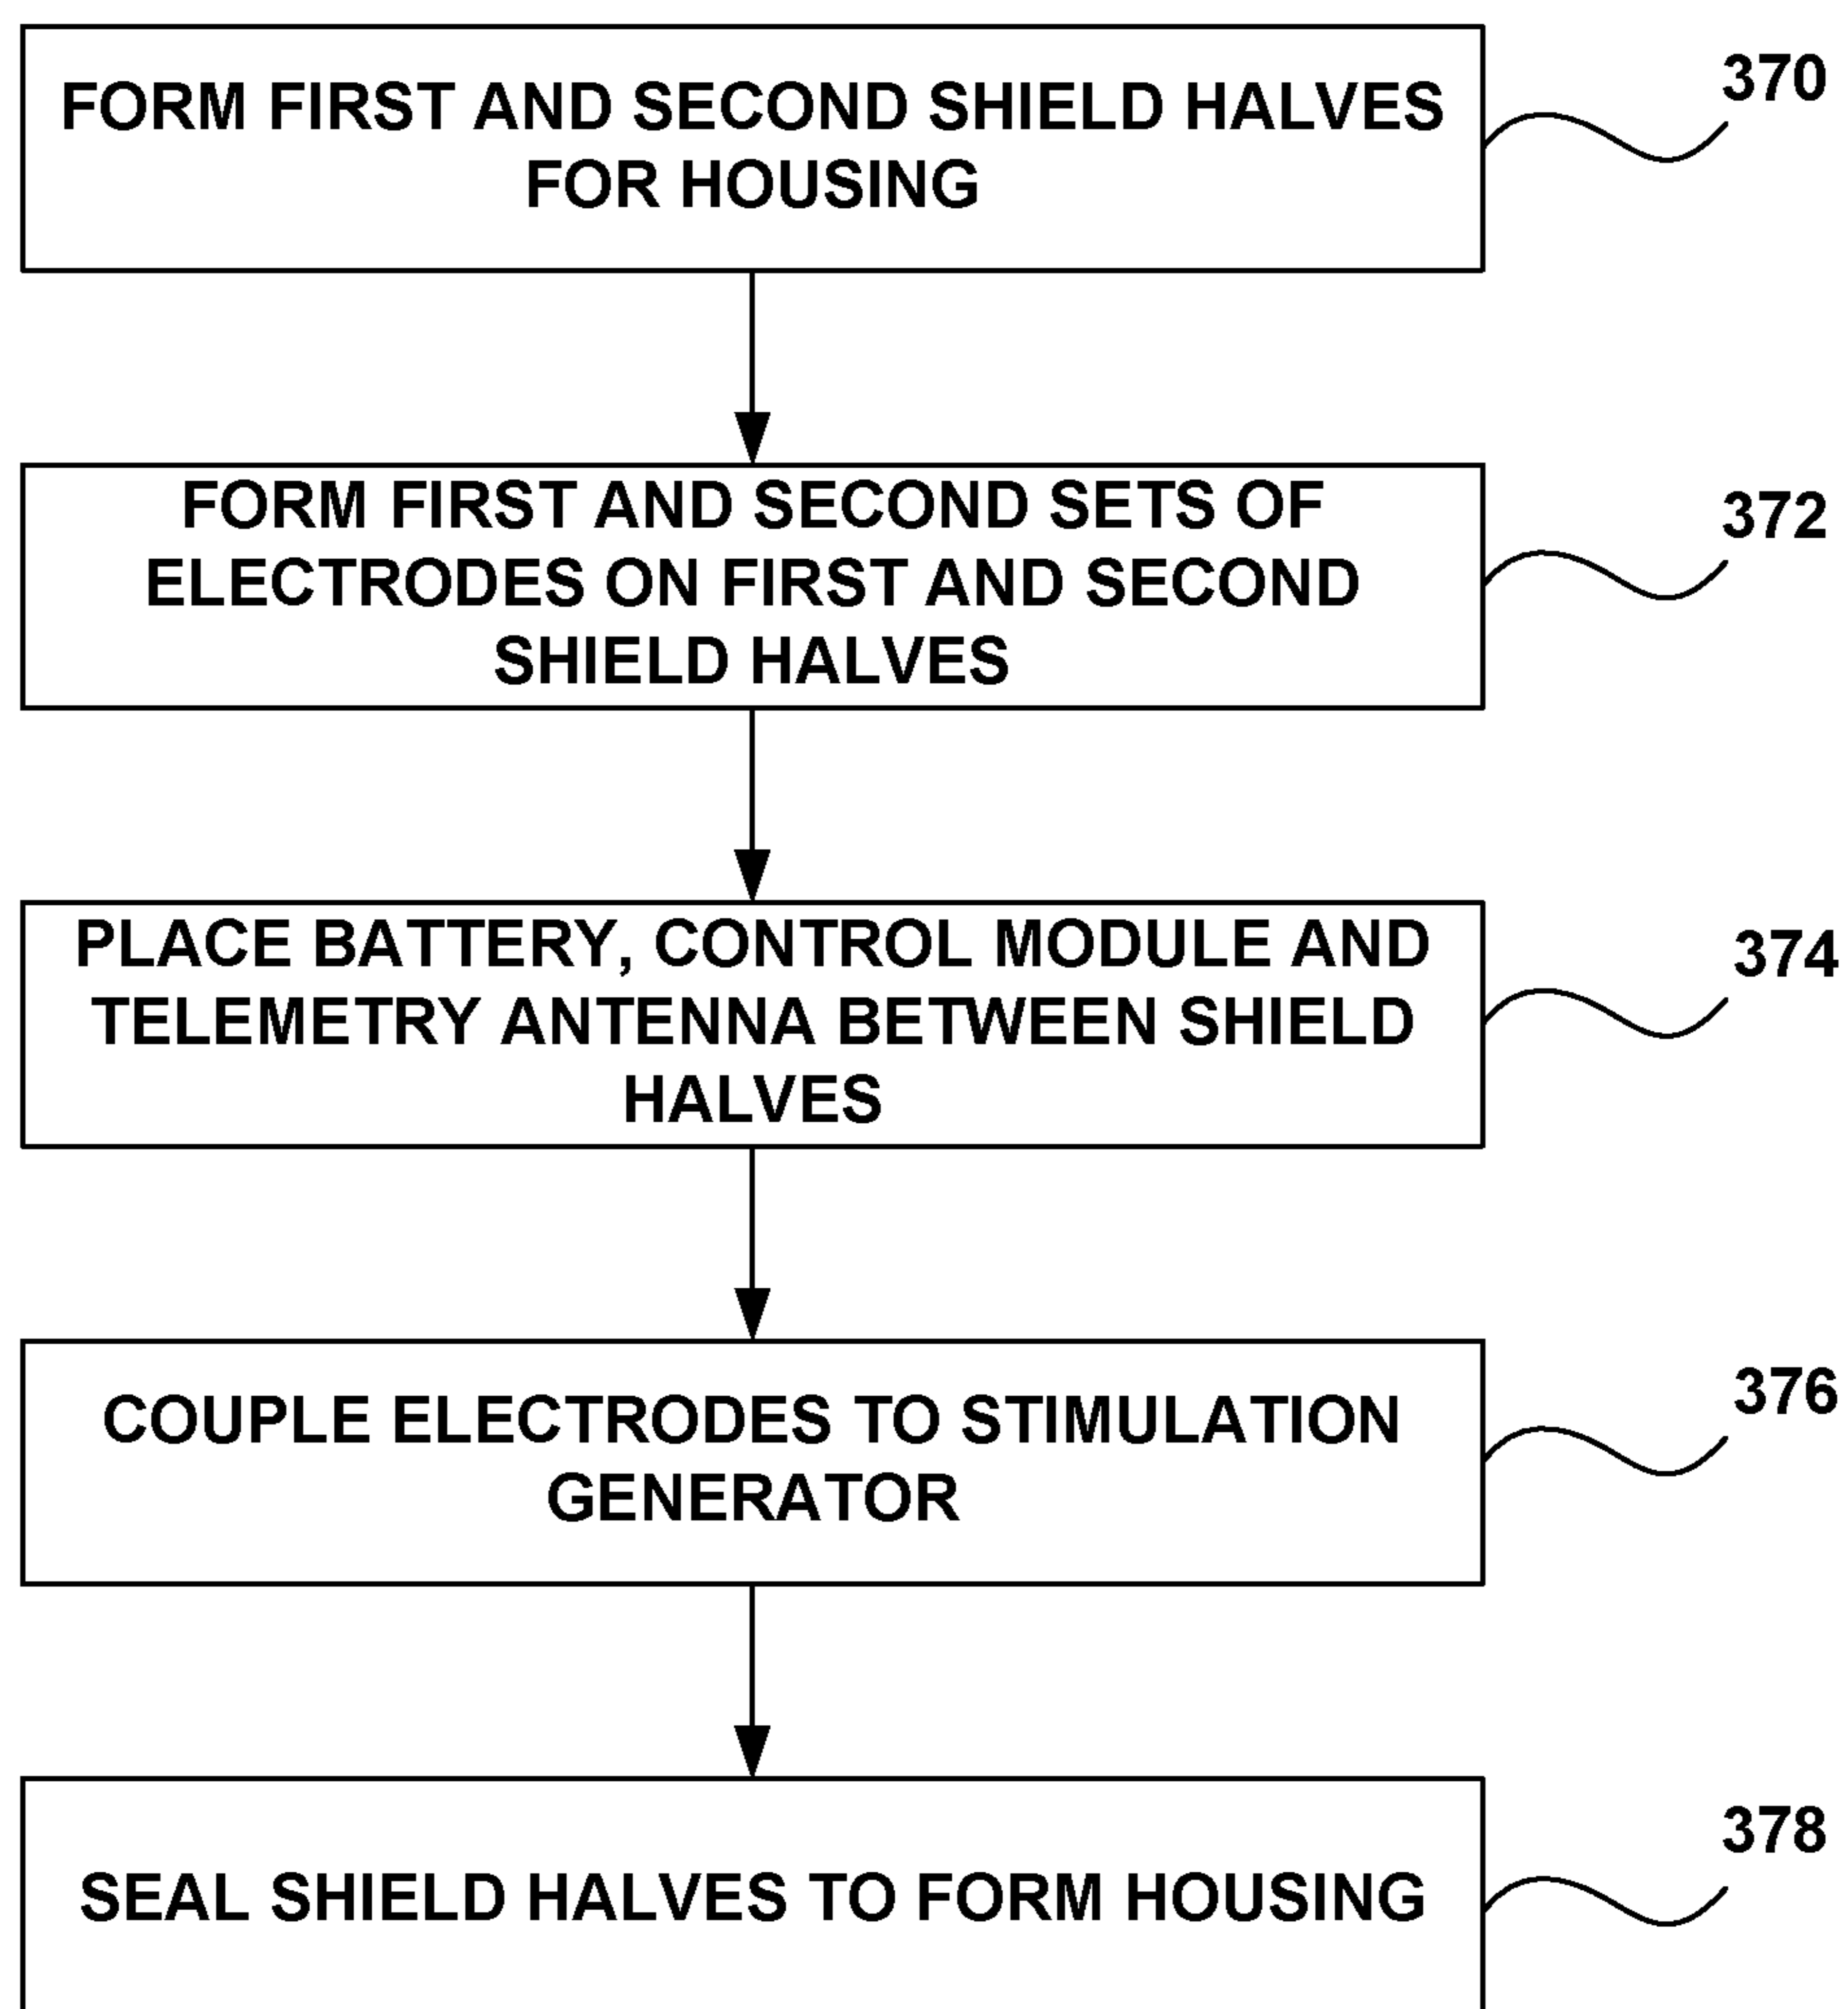 FORM FIRST AND SECOND SHIELD HALVES
FOR HOUSING
370
FORM FIRST AND SECOND SETS OF
ELECTRODES ON FIRST AND SECOND
SHIELD HALVES
372
PLACE BATTERY, CONTROL MODULE AND
TELEMETRY ANTENNA BETWEEN SHIELD
HALVES
374
COUPLE ELECTRODES TO STIMULATION
GENERATOR
376
SEAL SHIELD HALVES TO FORM HOUSING
378